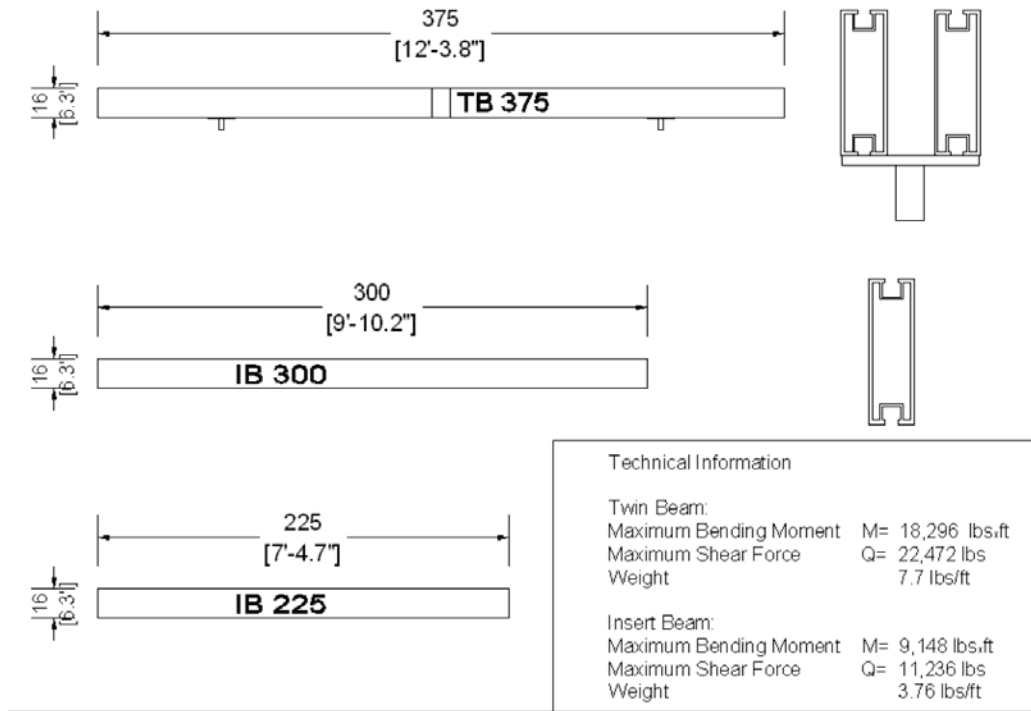 375
[12'-3.8"]
16
[6.3']
TB 375
300
[9'-10.2"]
16
[6.3']
IB 300
225
[7'-4.7"]
16
[6.3']
IB 225
Technical Information
Twin Beam:
Maximum Bending Moment M= 18,296 lbs.ft
Maximum Shear Force Q= 22,472 lbs
Weight 7.7 lbs/ft
Insert Beam:
Maximum Bending Moment M= 9,148 lbs.ft
Maximum Shear Force Q= 11,236 lbs
Weight 3.76 lbs/ft